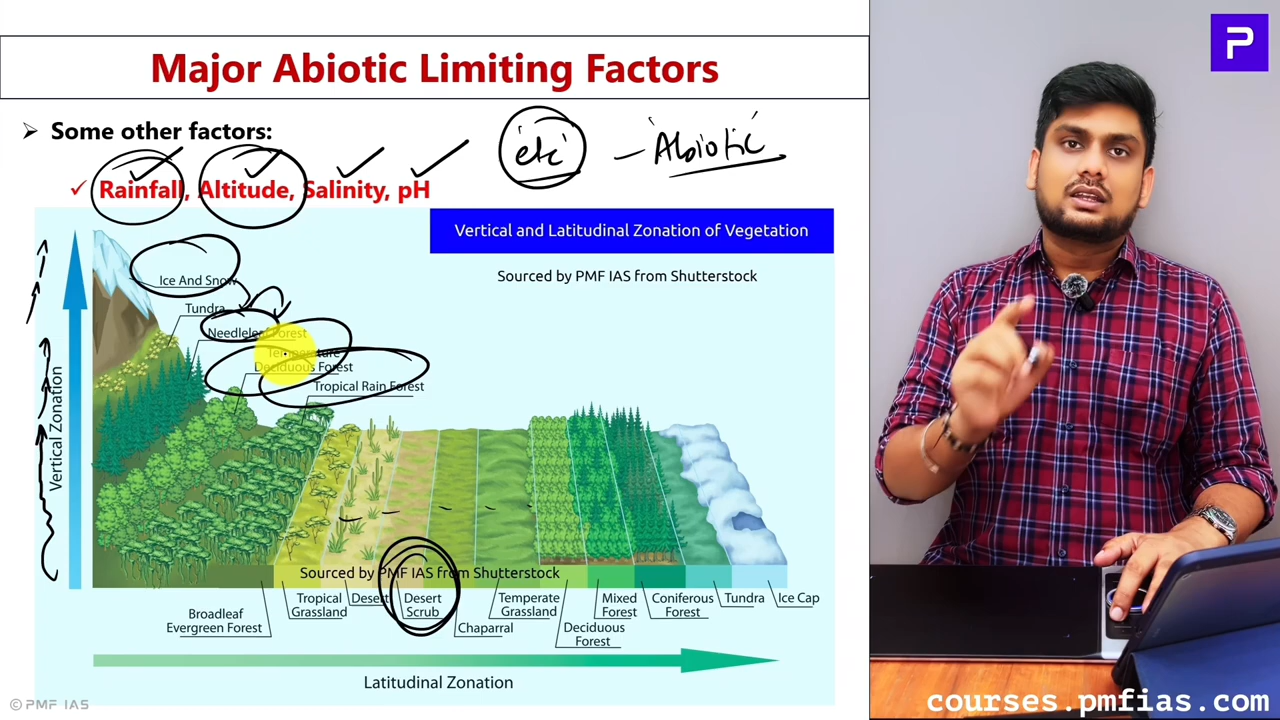 Major Abiotic Limiting Factors
P
➤ Some other factors:
etc – Abiotic
✓ Rainfall, Altitude, Salinity, pH
Vertical and Latitudinal Zonation of Vegetation
Sourced by PMF IAS from Shutterstock
Ice And Snow
Tundra
Needleleaf Forest
Temperature
Deciduous Forest
Tropical Rain Forest
Vertical Zonation
Sourced by PMF IAS from Shutterstock
Broadleaf
Evergreen Forest
Tropical
Grassland
Desert
Desert
Scrub
Chaparral
Temperate
Grassland
Deciduous
Forest
Mixed
Forest
Coniferous
Forest
Tundra
Ice Cap
Latitudinal Zonation
© PMF IAS
courses.pmfias.com